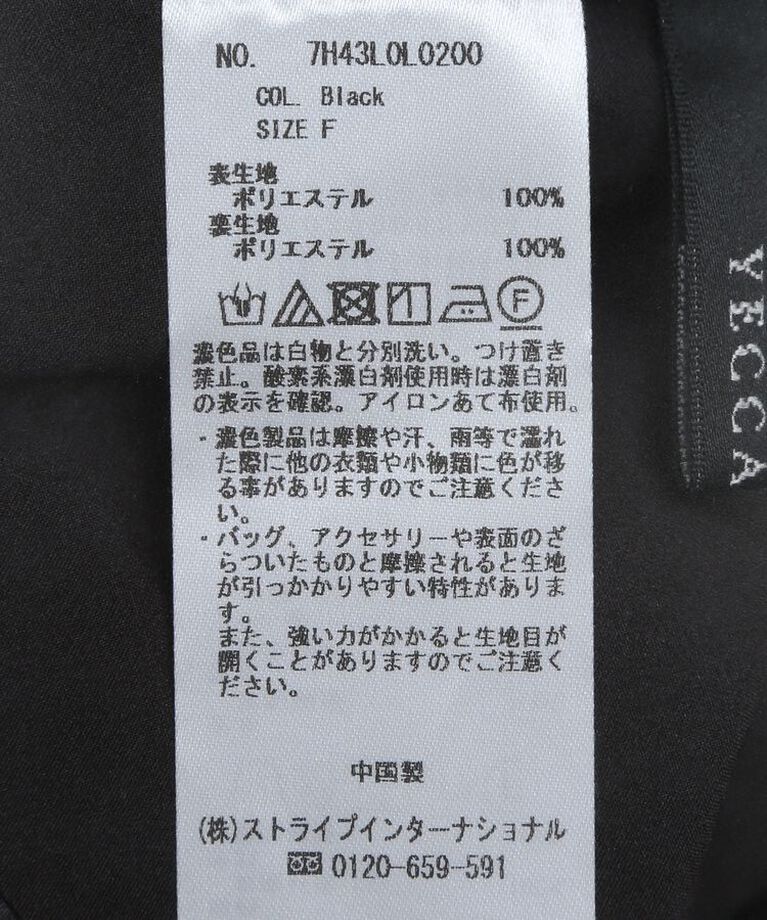 NO. 7H43L0L0200
COL. Black
SIZE F
表生地
ポリエステル 100%
裏生地
ポリエステル 100%
F
濃色品は白物と分別洗い。つけ置き
禁止。酸素系漂白剤使用時は漂白剤
の表示を確認。アイロンあて布使用。
・濃色製品は摩擦や汗、雨等で濡れ
た際に他の衣類や小物類に色が移
る事がありますのでご注意くださ
い。
・バッグ、アクセサリーや表面のざ
らついたものと摩擦されると生地
が引っかかりやすい特性がありま
す。
また、強い力がかかると生地目が
開くことがありますのでご注意く
ださい。
中国製
(株)ストライプインターナショナル
0120-659-591
YECCA